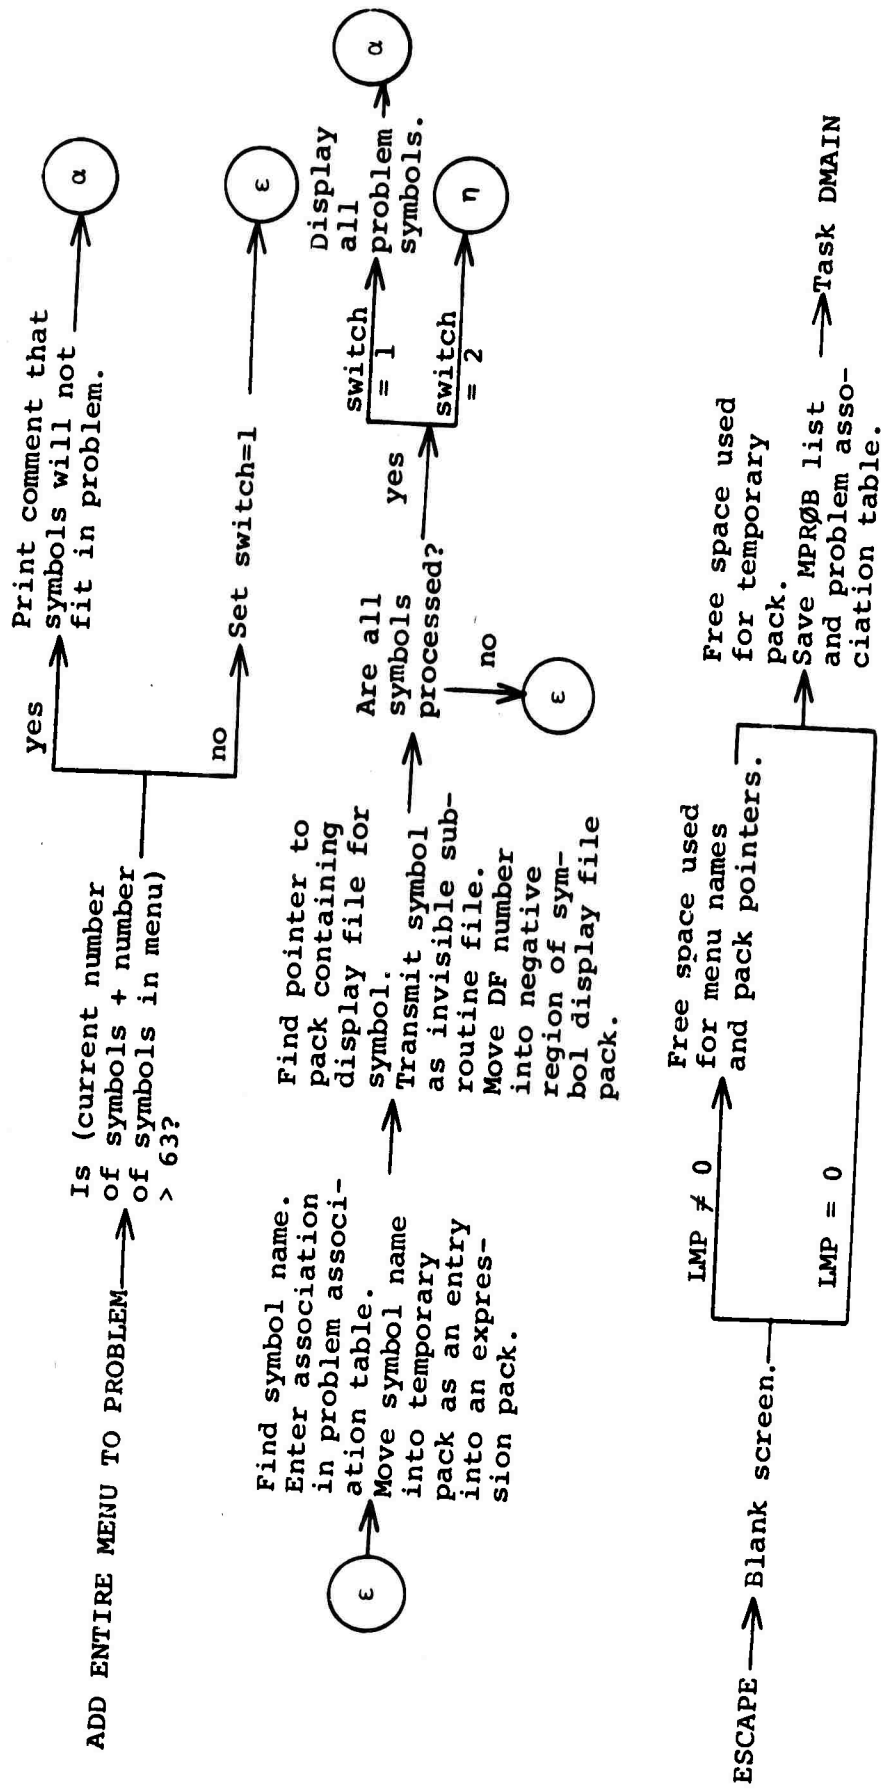 ADD ENTIRE MENU TO PROBLEM
Is (current number
of symbols + number
of symbols in menu)
> 63?
yes
Print comment that
symbols will not
fit in problem.
α
no
Set switch=1
ε
ε
Find symbol name.
Enter association
in problem associ-
ation table.
Move symbol name
into temporary
pack as an entry
into an expres-
sion pack.
Find pointer to
pack containing
display file for
symbol.
Transmit symbol
as invisible sub-
routine file.
Move DF number
into negative
region of sym-
bol display file
pack.
Are all
symbols
processed?
no
ε
yes
switch
= 1
Display
all
problem
symbols.
α
switch
= 2
η
ESCAPE
Blank screen.
LMP ≠ 0
Free space used
for menu names
and pack pointers.
LMP = 0
Free space used
for temporary
pack.
Save MPRØB list
and problem asso-
ciation table.
Task DMAIN